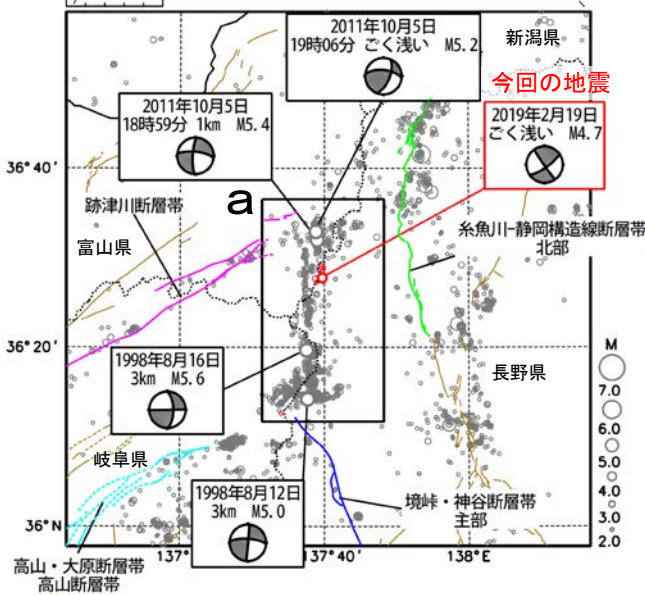 2011年10月5日
19時06分 ごく浅い M5.2
新潟県
今回の地震
2011年10月5日
18時59分 1km M5.4
2019年2月19日
ごく浅い M4.7
36°40'
a
跡津川断層帯
富山県
糸魚川-静岡構造線断層帯
北部
36°20'
1998年8月16日
3km M5.6
長野県
M
7.0
6.0
5.0
4.0
3.0
2.0
岐阜県
1998年8月12日
3km M5.0
境峠・神谷断層帯
主部
36°N
137°40'
138°E
高山・大原断層帯
高山断層帯